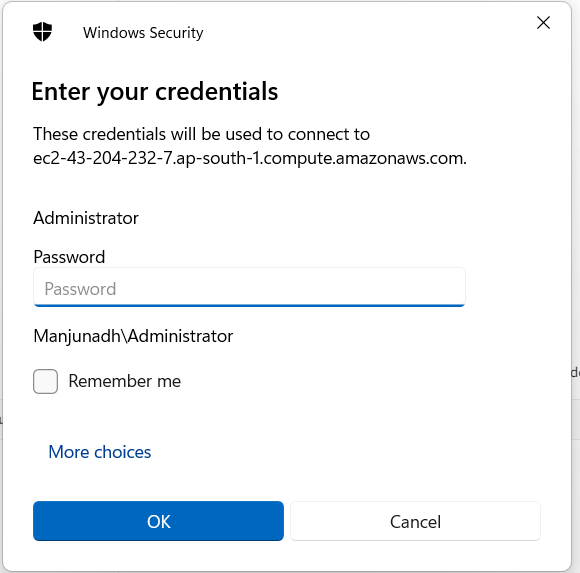 Windows Security
Enter your credentials
These credentials will be used to connect to
ec2-43-204-232-7.ap-south-1.compute.amazonaws.com.
Administrator
Password
Password
Manjunadh\Administrator
Remember me
More choices
OK
Cancel